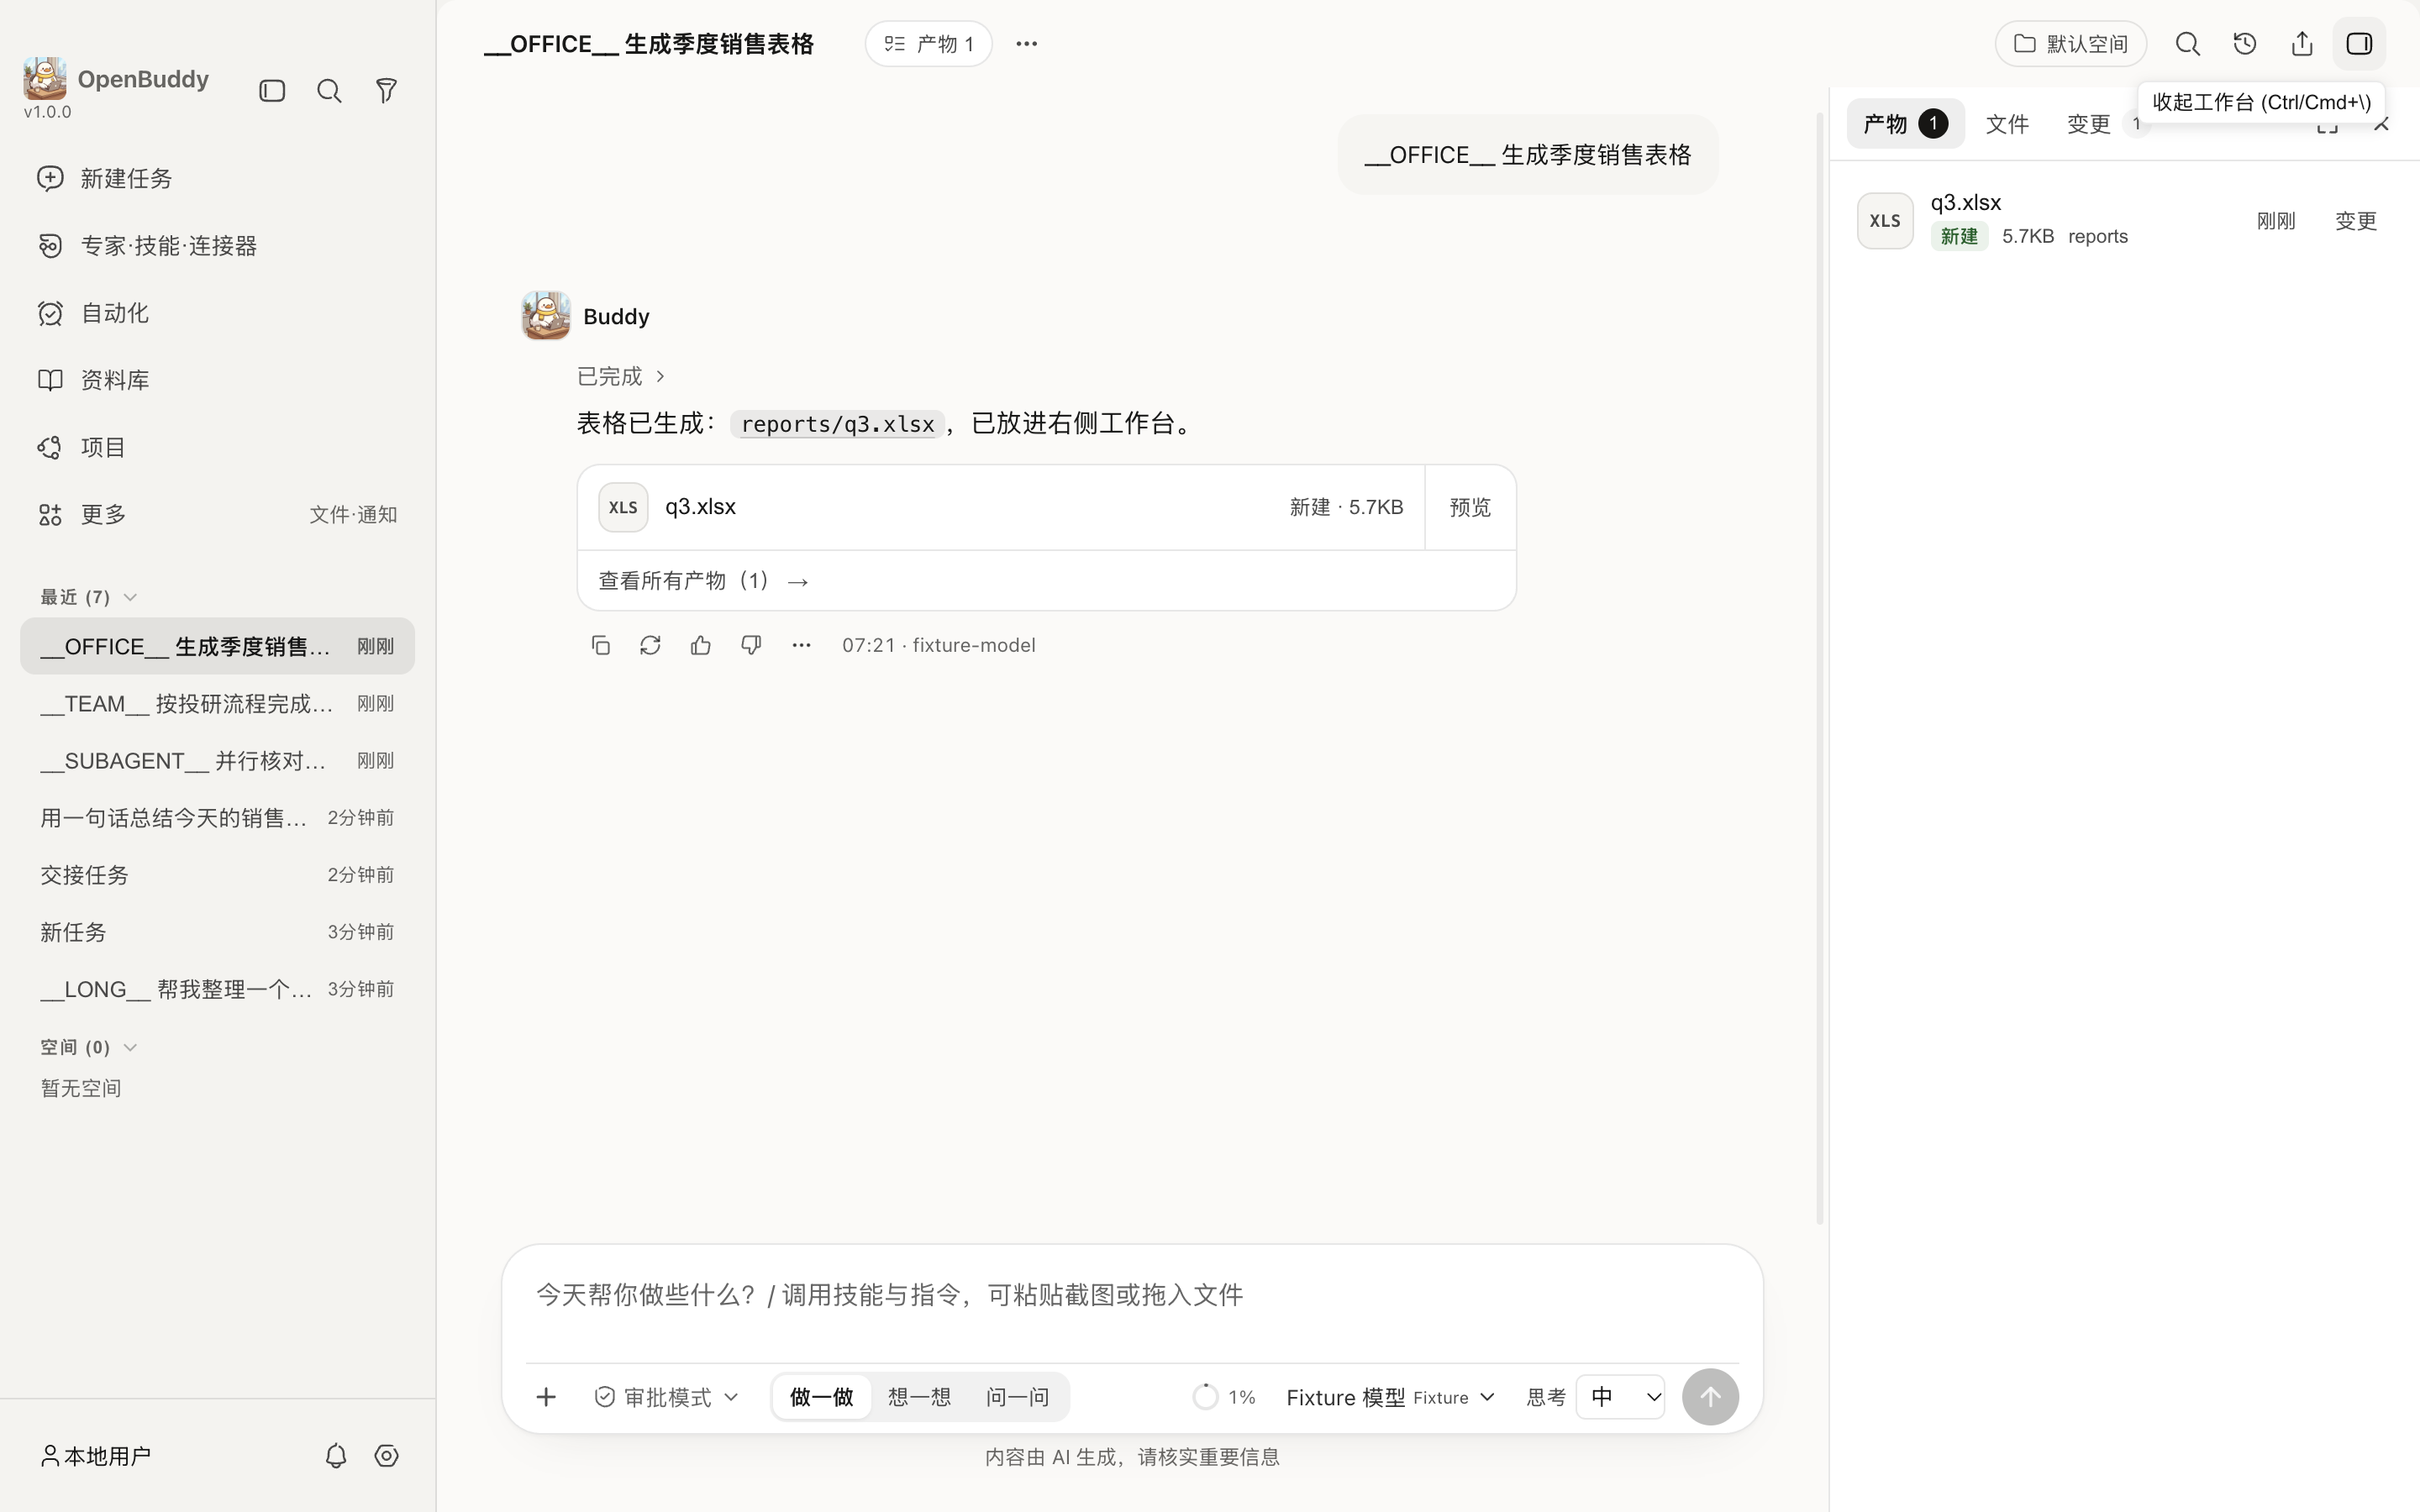 OpenBuddy
v1.0.0
新建任务
专家·技能·连接器
自动化
资料库
项目
更多 文件·通知
最近 (7)
__OFFICE__ 生成季度销售... 刚刚
__TEAM__ 按投研流程完成... 刚刚
__SUBAGENT__ 并行核对... 刚刚
用一句话总结今天的销售... 2分钟前
交接任务 2分钟前
新任务 3分钟前
__LONG__ 帮我整理一个... 3分钟前
空间 (0)
暂无空间
本地用户
__OFFICE__ 生成季度销售表格 产物 1
默认空间
收起工作台 (Ctrl/Cmd+\)
__OFFICE__ 生成季度销售表格
Buddy
已完成
表格已生成：reports/q3.xlsx，已放进右侧工作台。
XLS q3.xlsx 新建 · 5.7KB 预览
查看所有产物（1） →
07:21 · fixture-model
今天帮你做些什么？/ 调用技能与指令，可粘贴截图或拖入文件
审批模式 做一做 想一想 问一问 1% Fixture 模型 Fixture 思考 中
内容由 AI 生成，请核实重要信息
产物 1 文件 变更 1
XLS q3.xlsx
新建 5.7KB reports 刚刚 变更